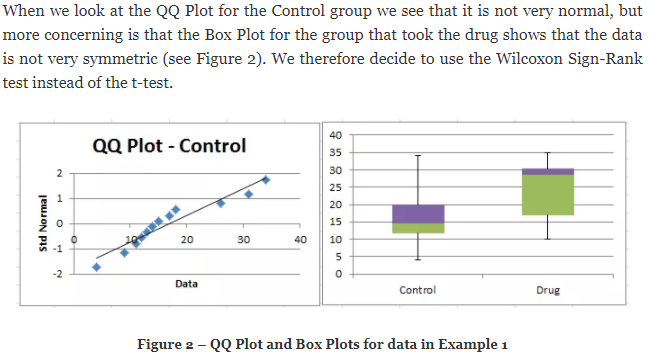 When we look at the QQ Plot for the Control group we see that it is not very normal, but
more concerning is that the Box Plot for the group that took the drug shows that the data
is not very symmetric (see Figure 2). We therefore decide to use the Wilcoxon Sign-Rank
test instead of the t-test.
QQ Plot - Control
2
1
0
-1
-2
Std Normal
0
10
20
30
40
Data
40
35
30
25
20
15
10
5
0
Control
Drug
Figure 2 – QQ Plot and Box Plots for data in Example 1